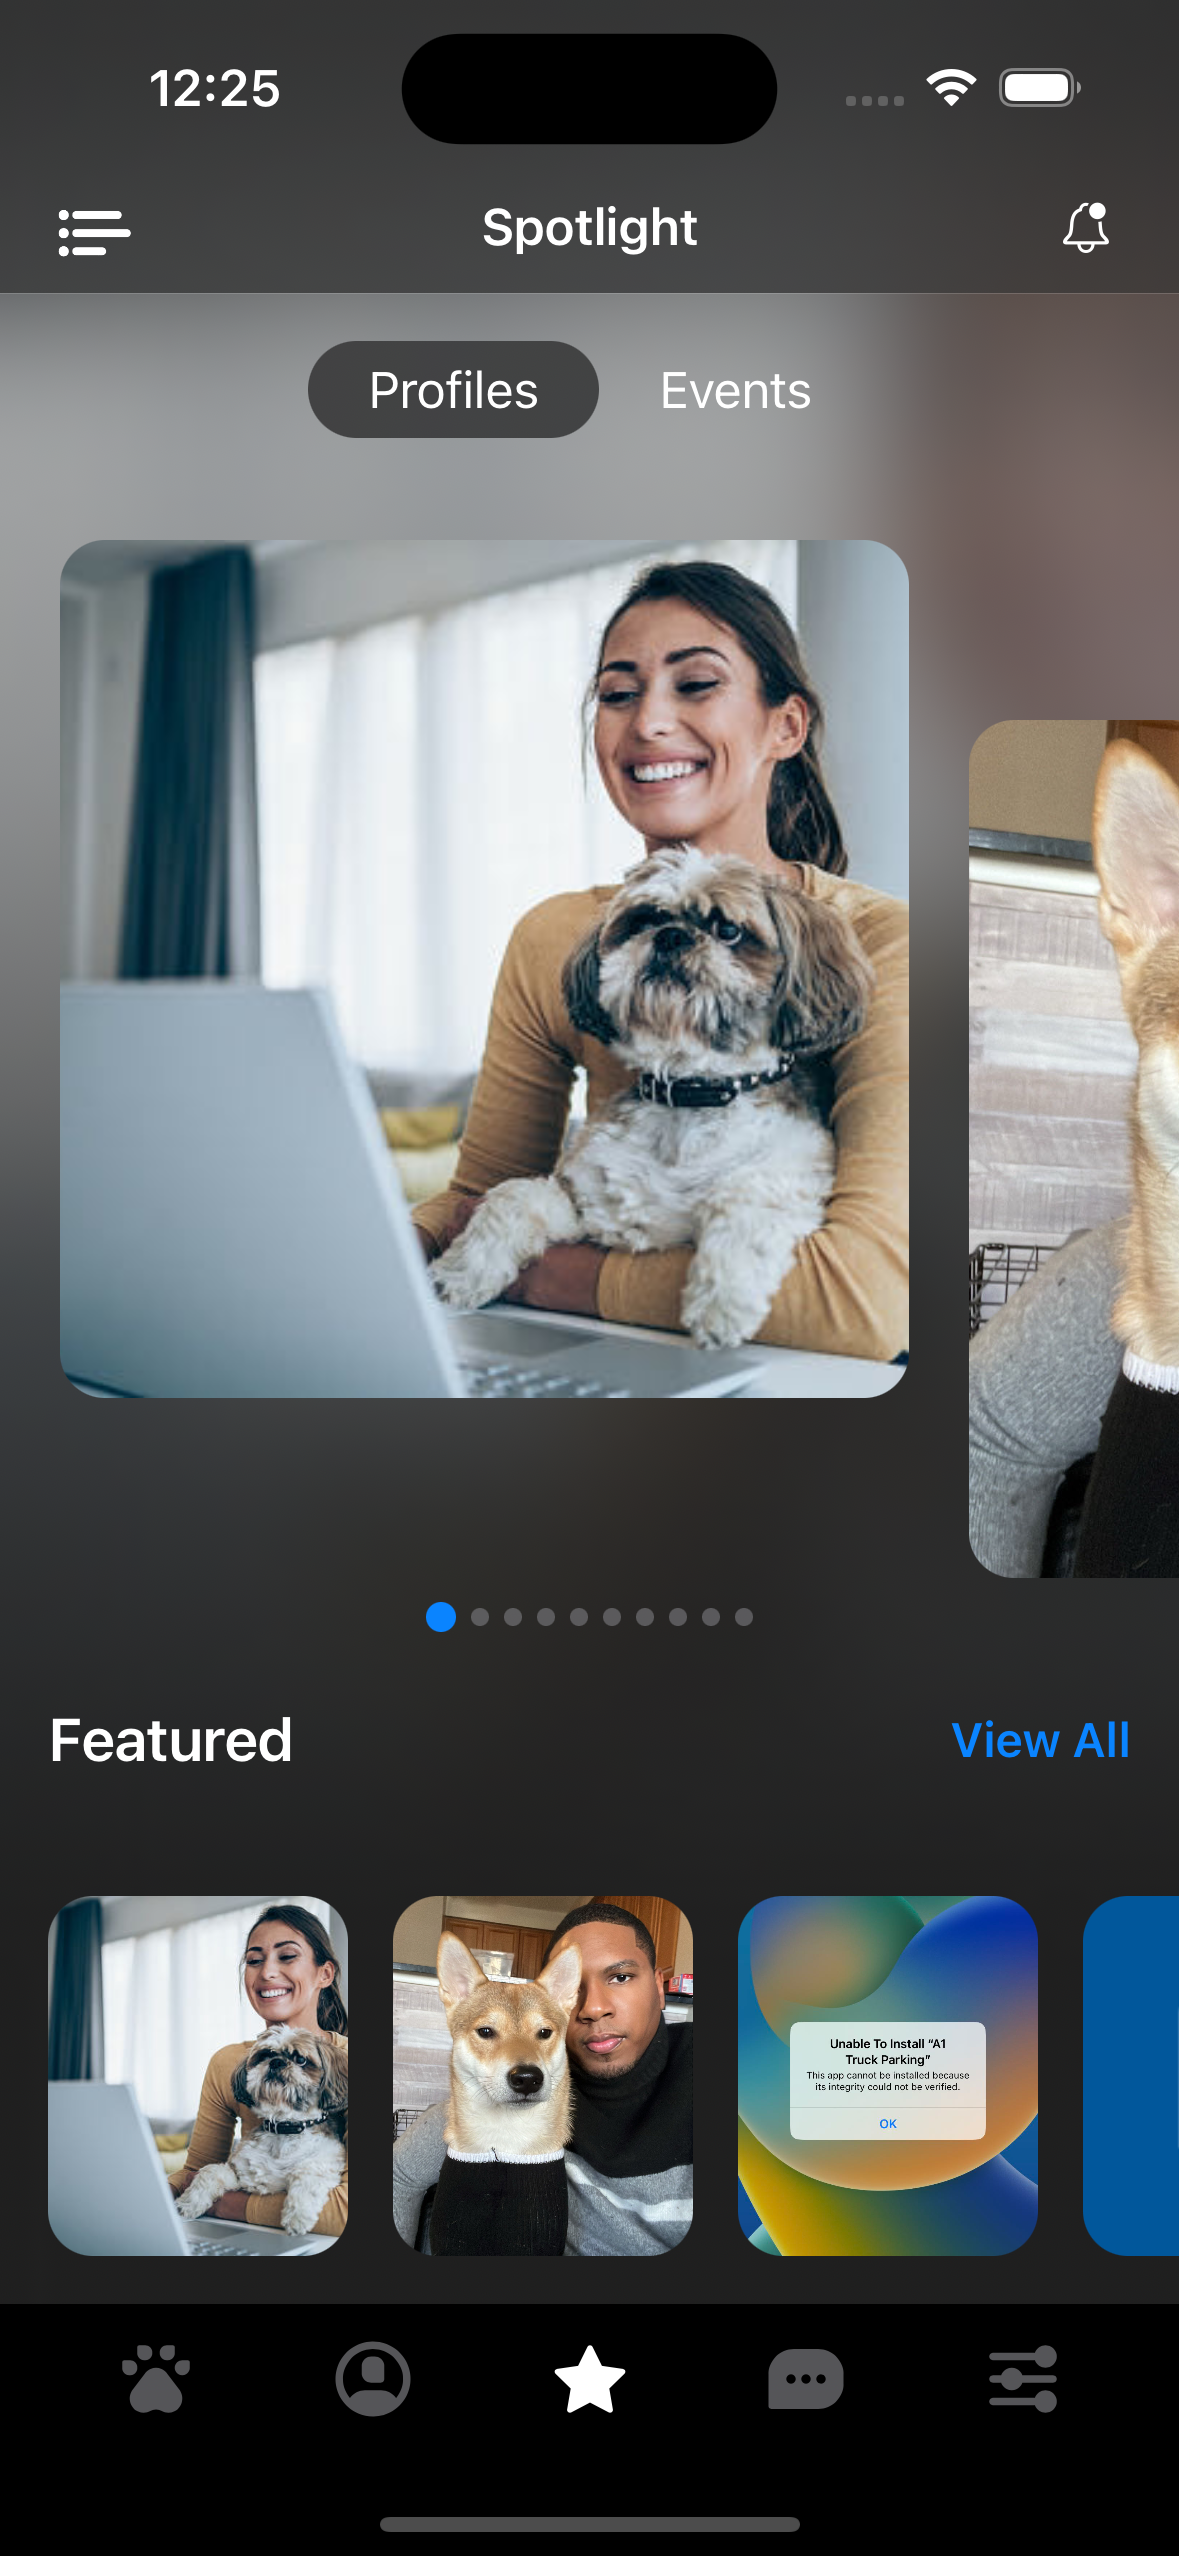 12:25
Spotlight
Profiles
Events
Featured
View All
Unable To Install “A1
Truck Parking”
This app cannot be installed because
its integrity could not be verified.
OK